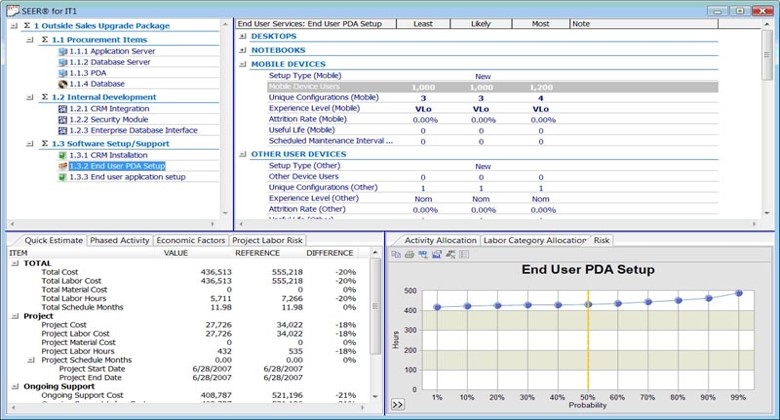 SEER® for IT1
Σ 1 Outside Sales Upgrade Package
Σ 1.1 Procurement Items
1.1.1 Application Server
1.1.2 Database Server
1.1.3 PDA
1.1.4 Database
Σ 1.2 Internal Development
1.2.1 CRM Integration
1.2.2 Security Module
1.2.3 Enterprise Database Interface
Σ 1.3 Software Setup/Support
1.3.1 CRM Installation
1.3.2 End User PDA Setup
1.3.3 End user application setup
End User Services: End User PDA Setup Least Likely Most Note
DESKTOPS
NOTEBOOKS
MOBILE DEVICES
Setup Type (Mobile) New
Mobile Device Users 1,000 1,000 1,200
Unique Configurations (Mobile) 3 3 4
Experience Level (Mobile) VLo VLo VLo
Attrition Rate (Mobile) 0.00% 0.00% 0.00%
Useful Life (Mobile) 0 0 0
Scheduled Maintenance Interval ... 0 0 0
OTHER USER DEVICES
Setup Type (Other) New
Other Device Users 0 0 0
Unique Configurations (Other) 1 1 1
Experience Level (Other) Nom Nom Nom
Attrition Rate (Other) 0.00% 0.00% 0.00%
Quick Estimate Phased Activity Economic Factors Project Labor Risk
ITEM VALUE REFERENCE DIFFERENCE
TOTAL
Total Cost 436,513 555,218 -20%
Total Labor Cost 436,513 555,218 -20%
Total Material Cost 0 0 0%
Total Labor Hours 5,711 7,266 -20%
Total Schedule Months 11.98 11.98 0%
Project
Project Cost 27,726 34,022 -18%
Project Labor Cost 27,726 34,022 -18%
Project Material Cost 0 0 0%
Project Labor Hours 432 535 -18%
Project Schedule Months 0.00 0.00 0%
Project Start Date 6/28/2007 6/28/2007
Project End Date 6/28/2007 6/28/2007
Ongoing Support
Ongoing Support Cost 408,787 521,196 -21%
Activity Allocation Labor Category Allocation Risk
End User PDA Setup
Hours
500
400
300
200
100
0
1% 10% 20% 30% 40% 50% 60% 70% 80% 90% 99%
Probability
>>